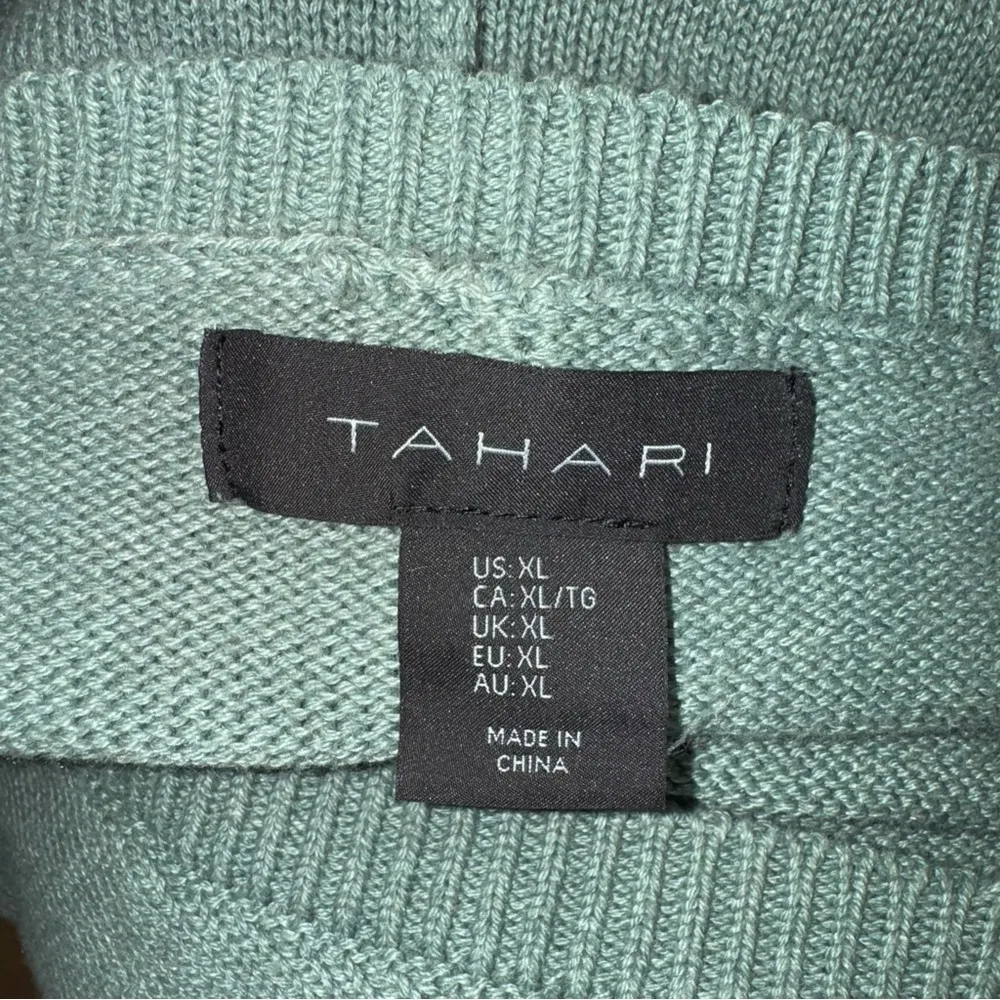 TAHARI
US: XL
CA: XL/TG
UK: XL
EU: XL
AU: XL
MADE IN
CHINA